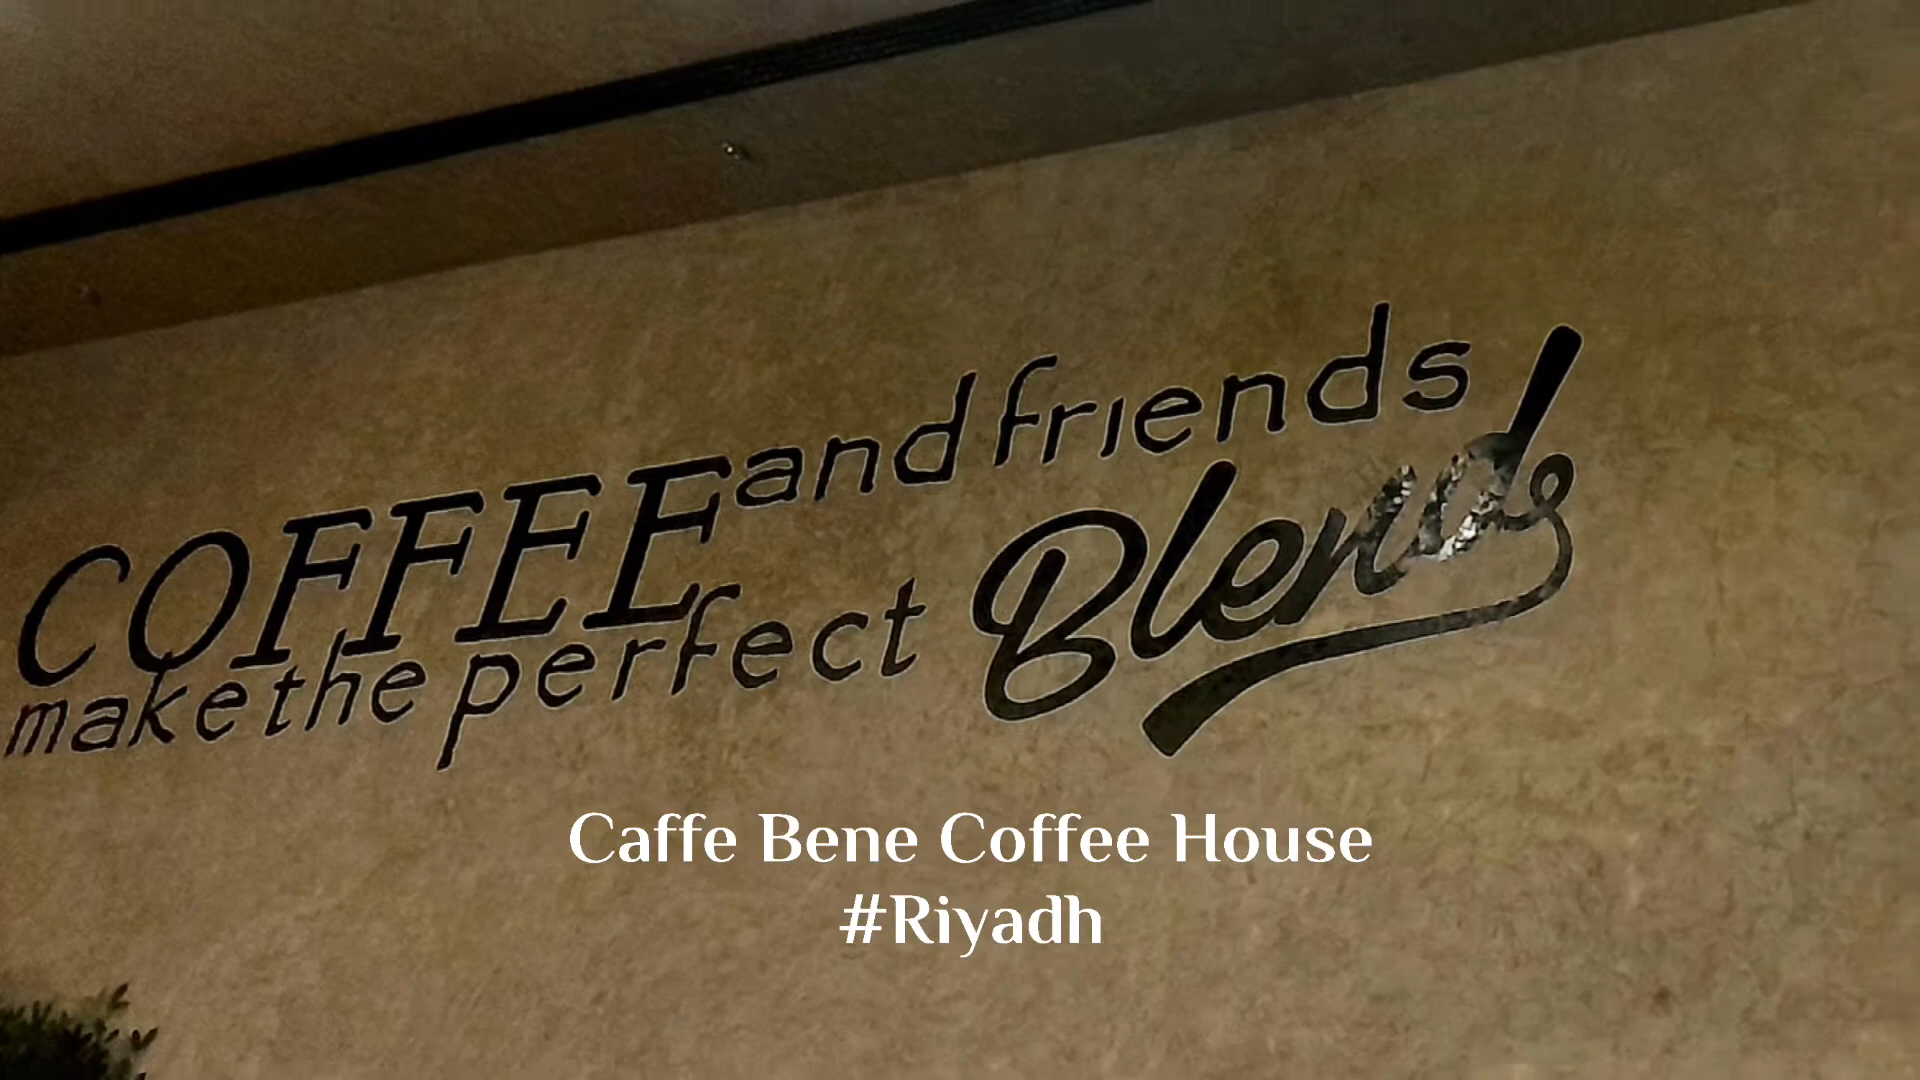 COFFEE and friends
make the perfect Blend
Caffe Bene Coffee House
#Riyadh